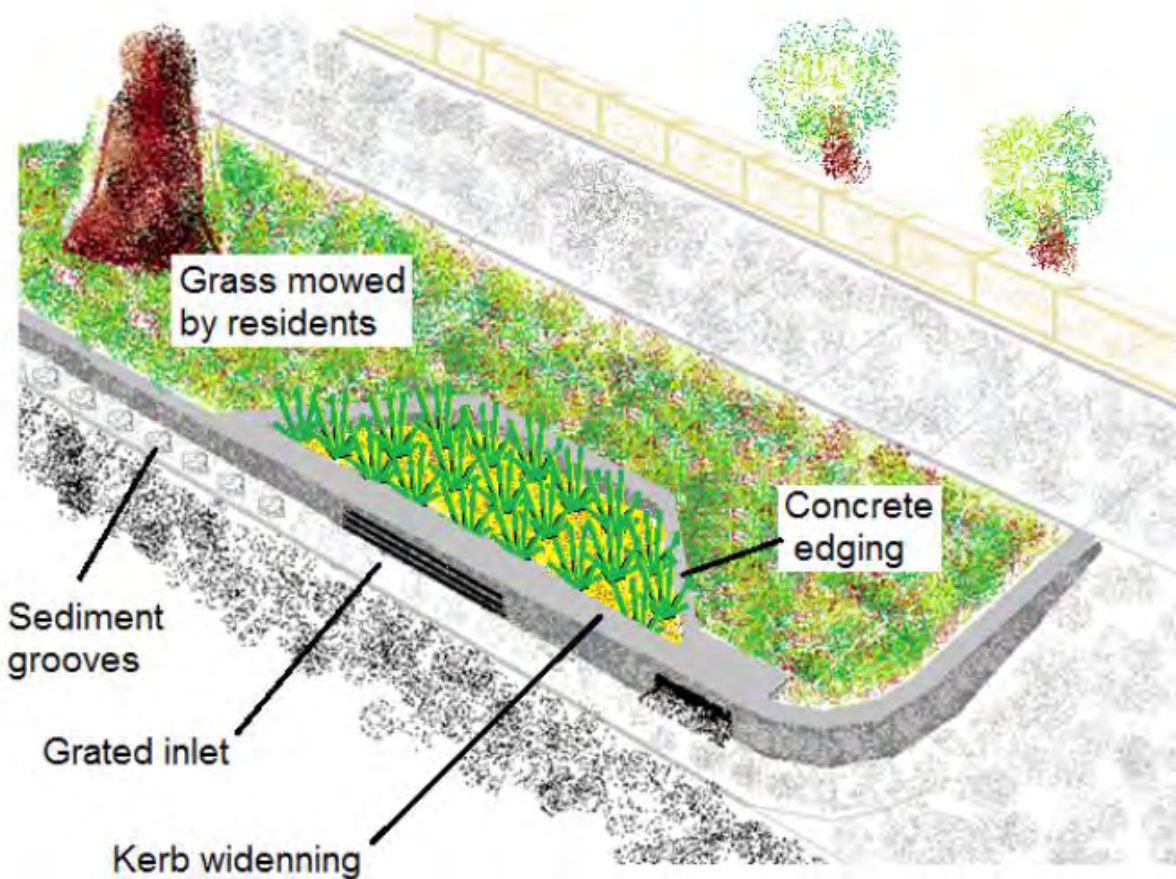 Grass mowed
by residents
Concrete
edging
Sediment
grooves
Grated inlet
Kerb widenning